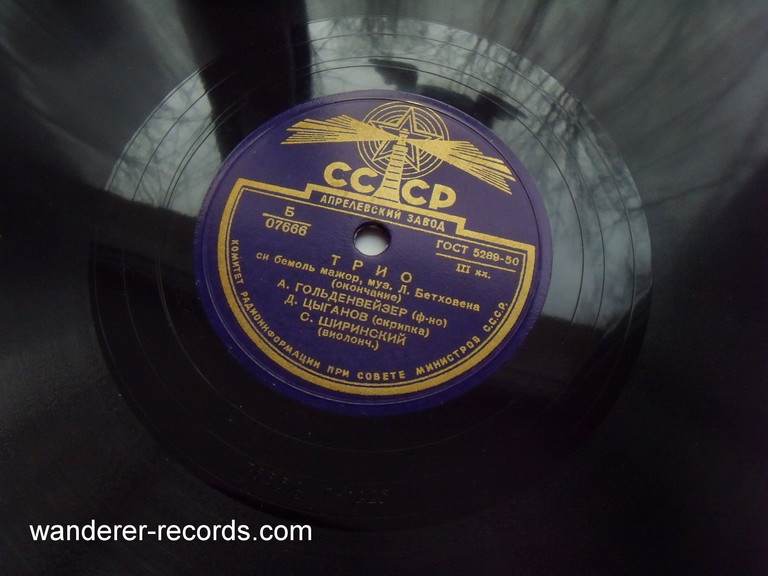 СССР
АПРЕЛЕВСКИЙ ЗАВОД
Б
07666
ГОСТ 5289-50
III кл.
ТРИО
си бемоль мажор, муз. Л. Бетховена
(окончание)
А. ГОЛЬДЕНВЕЙЗЕР (ф-но)
Д. ЦЫГАНОВ (скрипка)
С. ШИРИНСКИЙ
(виолонч.)
КОМИТЕТ РАДИОИНФОРМАЦИИ ПРИ СОВЕТЕ МИНИСТРОВ С.С.С.Р.
wanderer-records.com